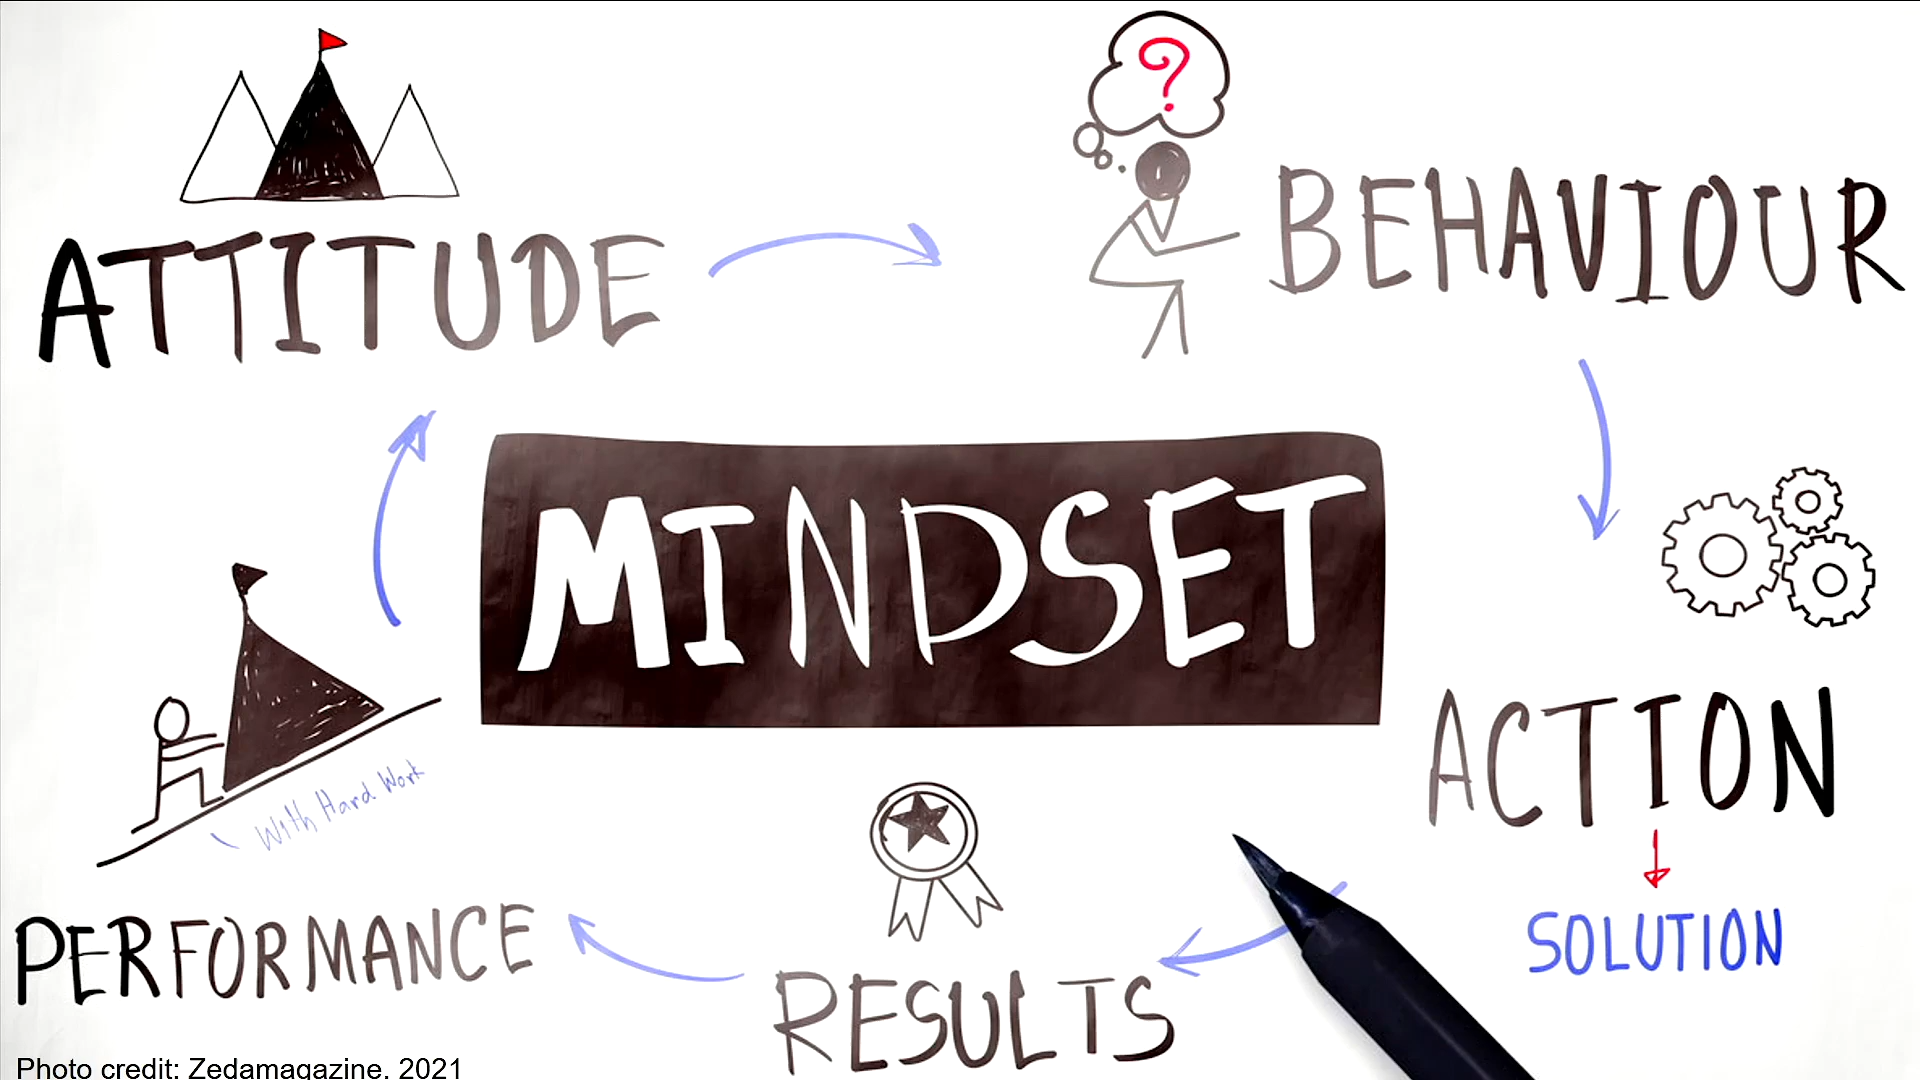 ?
ATTITUDE
BEHAVIOUR
MINDSET
ACTION
SOLUTION
With Hard Work
PERFORMANCE
RESULTS
Photo credit: Zedamagazine, 2021